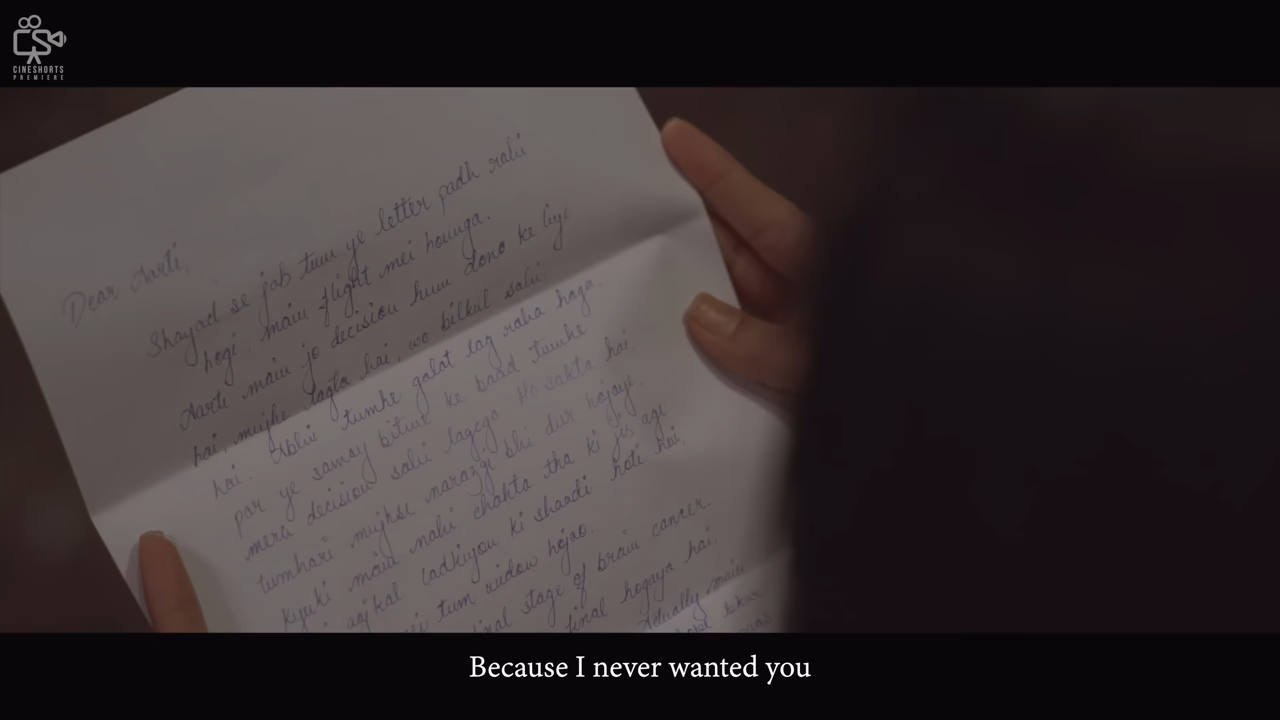 CINESHORTS
PREMIERE
Dear Aarti,
Shayad se jab tum ye letter padh rahi
hogi. main flight mei hounga.
Aarti main jo decision hum dono ke liye
hai, mujhe lagta hai, wo bilkul sahi
hai. Abhi tumhe galat lag raha hoga.
par ye samay bitne ke baad tumhe
mera decision sahi lagega. Ho sakta hai,
tumhari mujhse narazgi bhi dur hojaye.
kyuki main nahi chahta tha ki jis age
aajkal ladkiyon ki shaadi hoti hai,
tum widow hojao.
stage of brain cancer.
final hogaya hai.
Actually main
Because I never wanted you